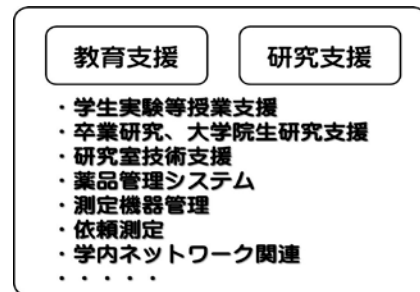 教育支援
研究支援
・学生実験等授業支援
・卒業研究、大学院生研究支援
・研究室技術支援
・薬品管理システム
・測定機器管理
・依頼測定
・学内ネットワーク関連
・・・・・